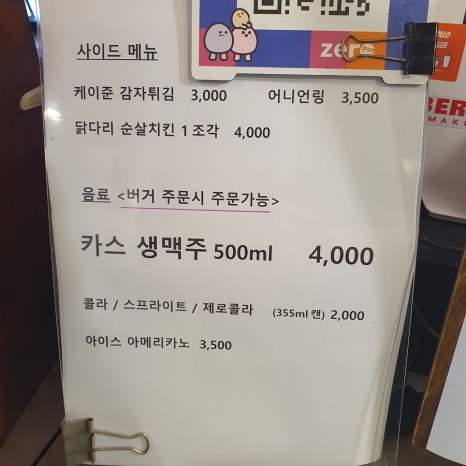 zero Pay
사이드 메뉴
케이준 감자튀김 3,000 어니언링 3,500
닭다리 순살치킨 1 조각 4,000
음료 <버거 주문시 주문가능>
카스 생맥주 500ml 4,000
콜라 / 스프라이트 / 제로콜라 (355ml 캔) 2,000
아이스 아메리카노 3,500